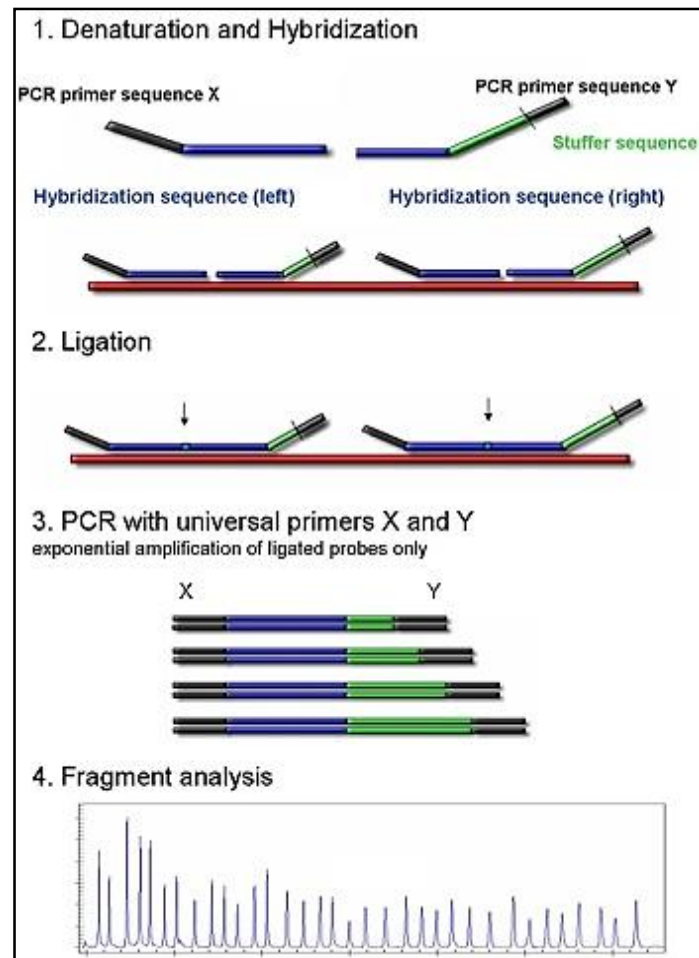 1. Denaturation and Hybridization
PCR primer sequence X
PCR primer sequence Y
Stuffer sequence
Hybridization sequence (left)
Hybridization sequence (right)
2. Ligation
3. PCR with universal primers X and Y
exponential amplification of ligated probes only
X
Y
4. Fragment analysis